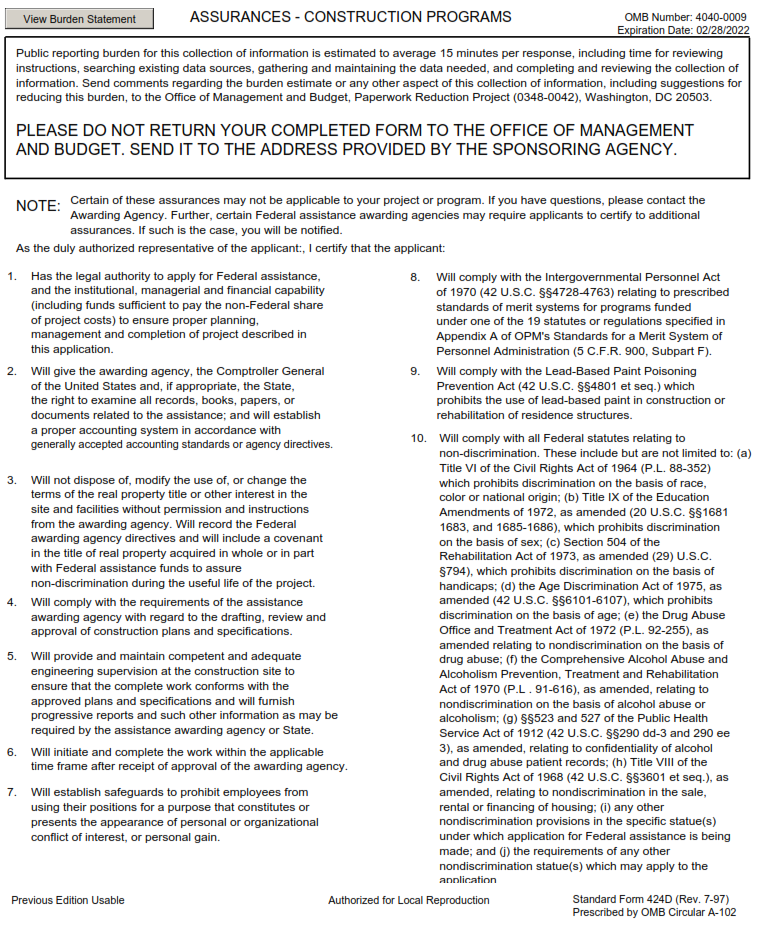 View Burden Statement
ASSURANCES - CONSTRUCTION PROGRAMS
OMB Number: 4040-0009
Expiration Date: 02/28/2022
Public reporting burden for this collection of information is estimated to average 15 minutes per response, including time for reviewing
instructions, searching existing data sources, gathering and maintaining the data needed, and completing and reviewing the collection of
information. Send comments regarding the burden estimate or any other aspect of this collection of information, including suggestions for
reducing this burden, to the Office of Management and Budget, Paperwork Reduction Project (0348-0042), Washington, DC 20503.
PLEASE DO NOT RETURN YOUR COMPLETED FORM TO THE OFFICE OF MANAGEMENT
AND BUDGET. SEND IT TO THE ADDRESS PROVIDED BY THE SPONSORING AGENCY.
NOTE: Certain of these assurances may not be applicable to your project or program. If you have questions, please contact the
Awarding Agency. Further, certain Federal assistance awarding agencies may require applicants to certify to additional
assurances. If such is the case, you will be notified.
As the duly authorized representative of the applicant:, I certify that the applicant:
1. Has the legal authority to apply for Federal assistance,
and the institutional, managerial and financial capability
(including funds sufficient to pay the non-Federal share
of project costs) to ensure proper planning,
management and completion of project described in
this application.
2. Will give the awarding agency, the Comptroller General
of the United States and, if appropriate, the State,
the right to examine all records, books, papers, or
documents related to the assistance; and will establish
a proper accounting system in accordance with
generally accepted accounting standards or agency directives.
3. Will not dispose of, modify the use of, or change the
terms of the real property title or other interest in the
site and facilities without permission and instructions
from the awarding agency. Will record the Federal
awarding agency directives and will include a covenant
in the title of real property acquired in whole or in part
with Federal assistance funds to assure
non-discrimination during the useful life of the project.
4. Will comply with the requirements of the assistance
awarding agency with regard to the drafting, review and
approval of construction plans and specifications.
5. Will provide and maintain competent and adequate
engineering supervision at the construction site to
ensure that the complete work conforms with the
approved plans and specifications and will furnish
progressive reports and such other information as may be
required by the assistance awarding agency or State.
6. Will initiate and complete the work within the applicable
time frame after receipt of approval of the awarding agency.
7. Will establish safeguards to prohibit employees from
using their positions for a purpose that constitutes or
presents the appearance of personal or organizational
conflict of interest, or personal gain.
8. Will comply with the Intergovernmental Personnel Act
of 1970 (42 U.S.C. §§4728-4763) relating to prescribed
standards of merit systems for programs funded
under one of the 19 statutes or regulations specified in
Appendix A of OPM's Standards for a Merit System of
Personnel Administration (5 C.F.R. 900, Subpart F).
9. Will comply with the Lead-Based Paint Poisoning
Prevention Act (42 U.S.C. §§4801 et seq.) which
prohibits the use of lead-based paint in construction or
rehabilitation of residence structures.
10. Will comply with all Federal statutes relating to
non-discrimination. These include but are not limited to: (a)
Title VI of the Civil Rights Act of 1964 (P.L. 88-352)
which prohibits discrimination on the basis of race,
color or national origin; (b) Title IX of the Education
Amendments of 1972, as amended (20 U.S.C. §§1681
1683, and 1685-1686), which prohibits discrimination
on the basis of sex; (c) Section 504 of the
Rehabilitation Act of 1973, as amended (29) U.S.C.
§794), which prohibits discrimination on the basis of
handicaps; (d) the Age Discrimination Act of 1975, as
amended (42 U.S.C. §§6101-6107), which prohibits
discrimination on the basis of age; (e) the Drug Abuse
Office and Treatment Act of 1972 (P.L. 92-255), as
amended relating to nondiscrimination on the basis of
drug abuse; (f) the Comprehensive Alcohol Abuse and
Alcoholism Prevention, Treatment and Rehabilitation
Act of 1970 (P.L . 91-616), as amended, relating to
nondiscrimination on the basis of alcohol abuse or
alcoholism; (g) §§523 and 527 of the Public Health
Service Act of 1912 (42 U.S.C. §§290 dd-3 and 290 ee
3), as amended, relating to confidentiality of alcohol
and drug abuse patient records; (h) Title VIII of the
Civil Rights Act of 1968 (42 U.S.C. §§3601 et seq.), as
amended, relating to nondiscrimination in the sale,
rental or financing of housing; (i) any other
nondiscrimination provisions in the specific statue(s)
under which application for Federal assistance is being
made; and (j) the requirements of any other
nondiscrimination statue(s) which may apply to the
application
Previous Edition Usable
Authorized for Local Reproduction
Standard Form 424D (Rev. 7-97)
Prescribed by OMB Circular A-102